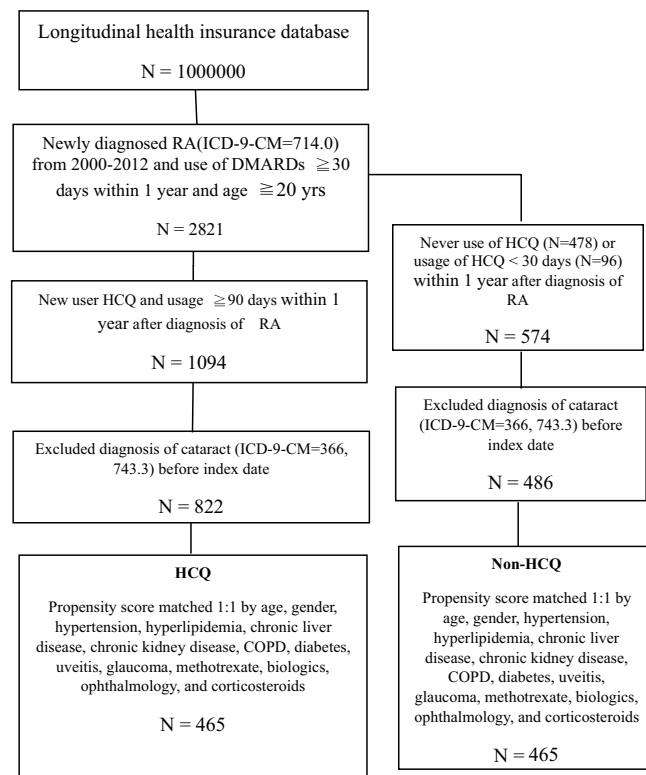 Longitudinal health insurance database
N = 1000000
Newly diagnosed RA(ICD-9-CM=714.0)
from 2000-2012 and use of DMARDs ≧30
days within 1 year and age ≧20 yrs
N = 2821
Never use of HCQ (N=478) or
usage of HCQ < 30 days (N=96)
within 1 year after diagnosis of
RA
N = 574
New user HCQ and usage ≧90 days within 1
year after diagnosis of RA
N = 1094
Excluded diagnosis of cataract
(ICD-9-CM=366, 743.3) before
index date
N = 486
Excluded diagnosis of cataract (ICD-9-CM=366,
743.3) before index date
N = 822
HCQ
Propensity score matched 1:1 by age, gender,
hypertension, hyperlipidemia, chronic liver
disease, chronic kidney disease, COPD, diabetes,
uveitis, glaucoma, methotrexate, biologics,
ophthalmology, and corticosteroids
N = 465
Non-HCQ
Propensity score matched 1:1 by
age, gender, hypertension,
hyperlipidemia, chronic liver
disease, chronic kidney disease,
COPD, diabetes, uveitis,
glaucoma, methotrexate, biologics,
ophthalmology, and corticosteroids
N = 465